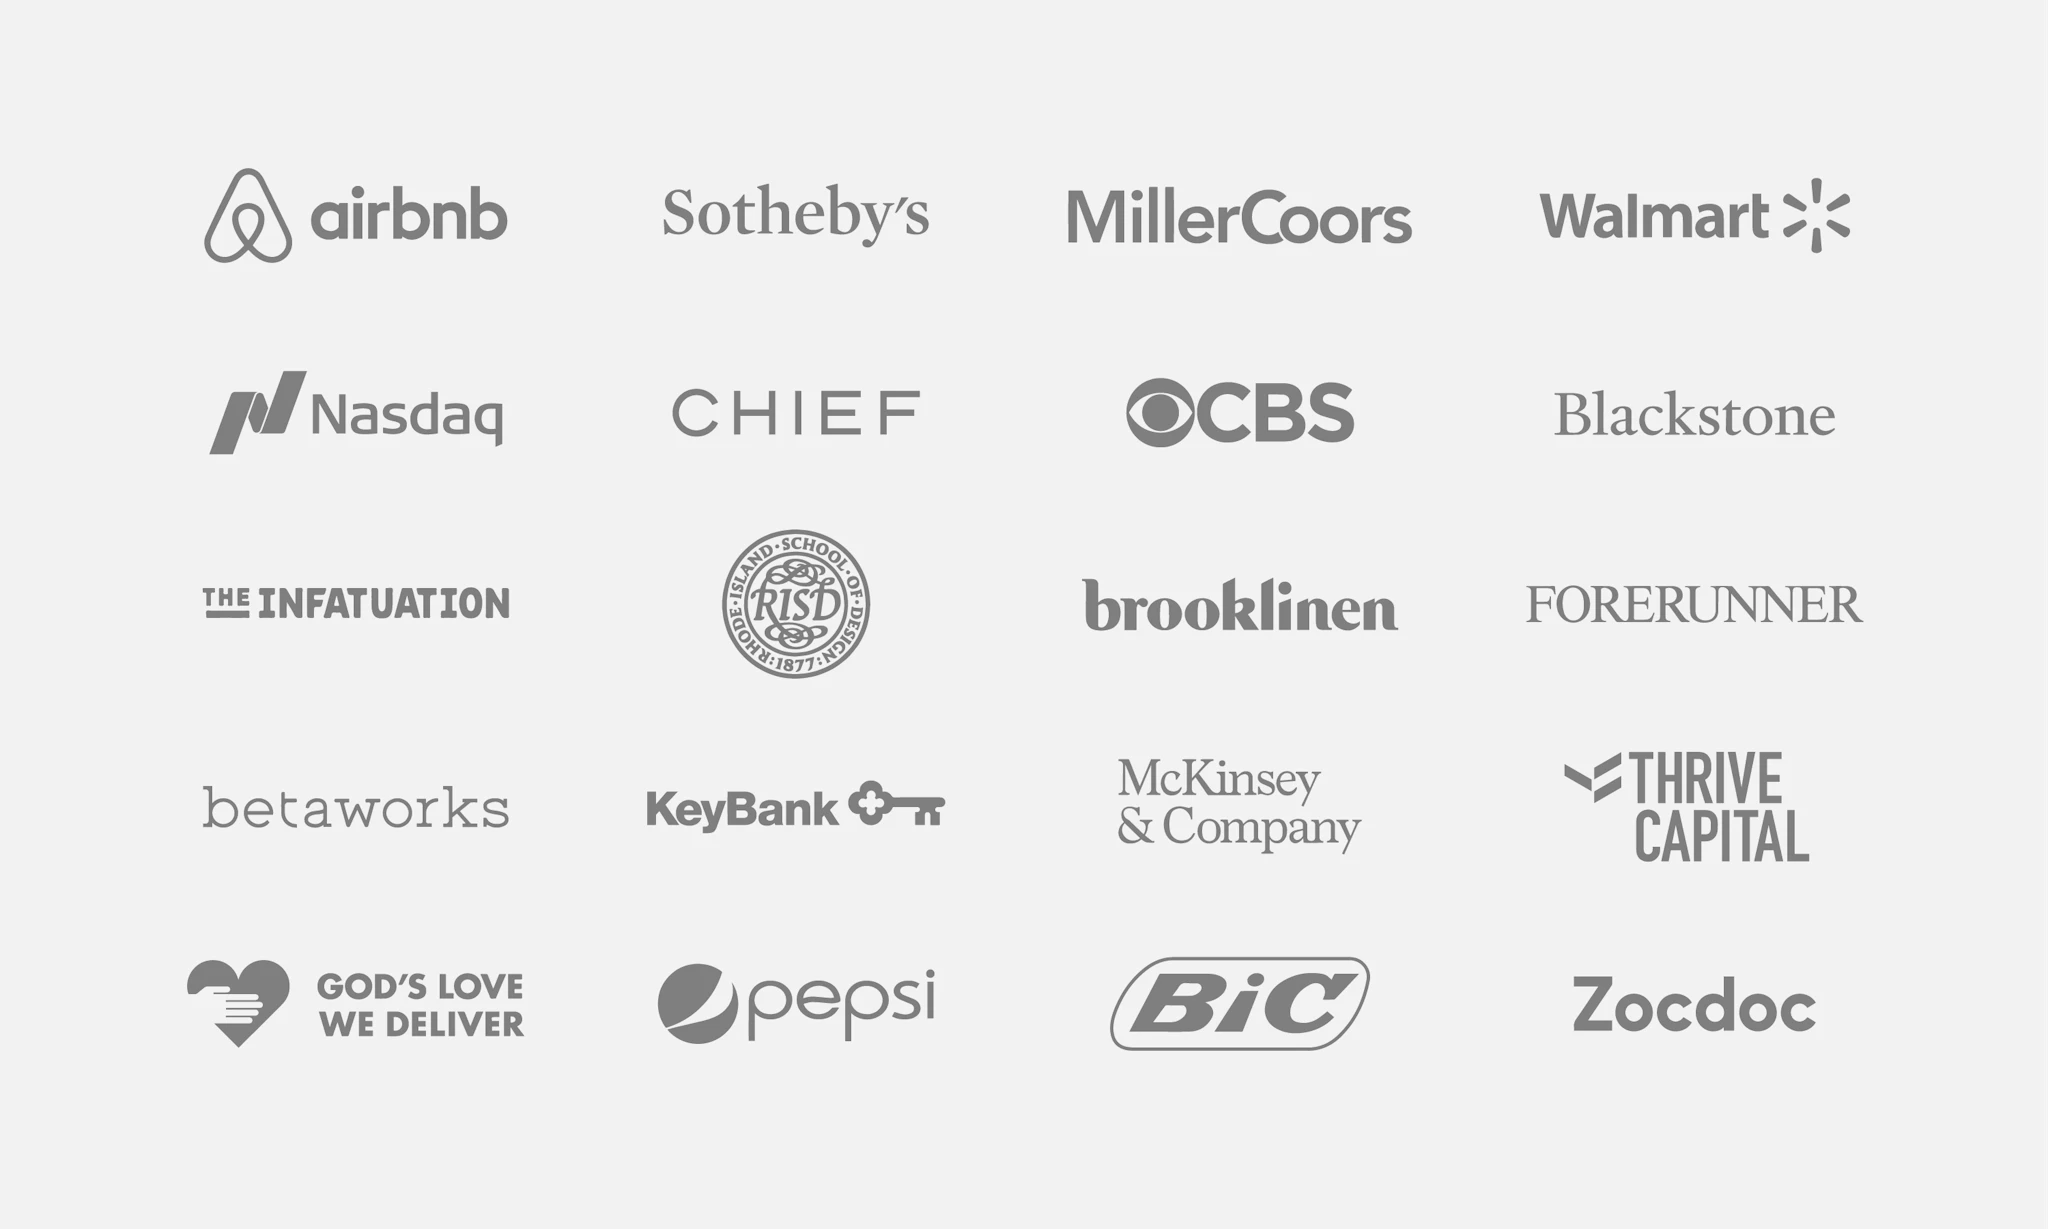 airbnb
Sotheby's
MillerCoors
Walmart
Nasdaq
CHIEF
CBS
Blackstone
THE INFATUATION
RHODE·ISLAND·SCHOOL·OF·DESIGN
RISD
:1877:
brooklinen
FORERUNNER
betaworks
KeyBank
McKinsey
& Company
THRIVE
CAPITAL
GOD'S LOVE
WE DELIVER
pepsi
BiC
Zocdoc